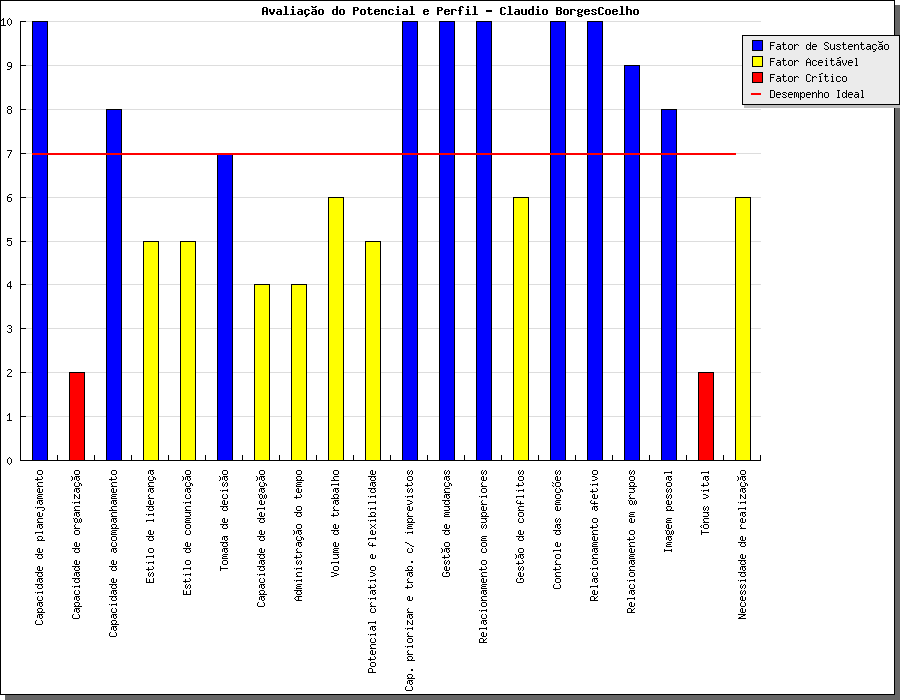 Avaliação do Potencial e Perfil - Claudio BorgesCoelho
Fator de Sustentação
Fator Aceitável
Fator Crítico
Desempenho Ideal
10
9
8
7
6
5
4
3
2
1
0
Capacidade de planejamento
Capacidade de organização
Capacidade de acompanhamento
Estilo de liderança
Estilo de comunicação
Tomada de decisão
Capacidade de delegação
Administração do tempo
Volume de trabalho
Potencial criativo e flexibilidade
Cap. priorizar e trab. c/ imprevistos
Gestão de mudanças
Relacionamento com superiores
Gestão de conflitos
Controle das emoções
Relacionamento afetivo
Relacionamento em grupos
Imagem pessoal
Tônus vital
Necessidade de realização